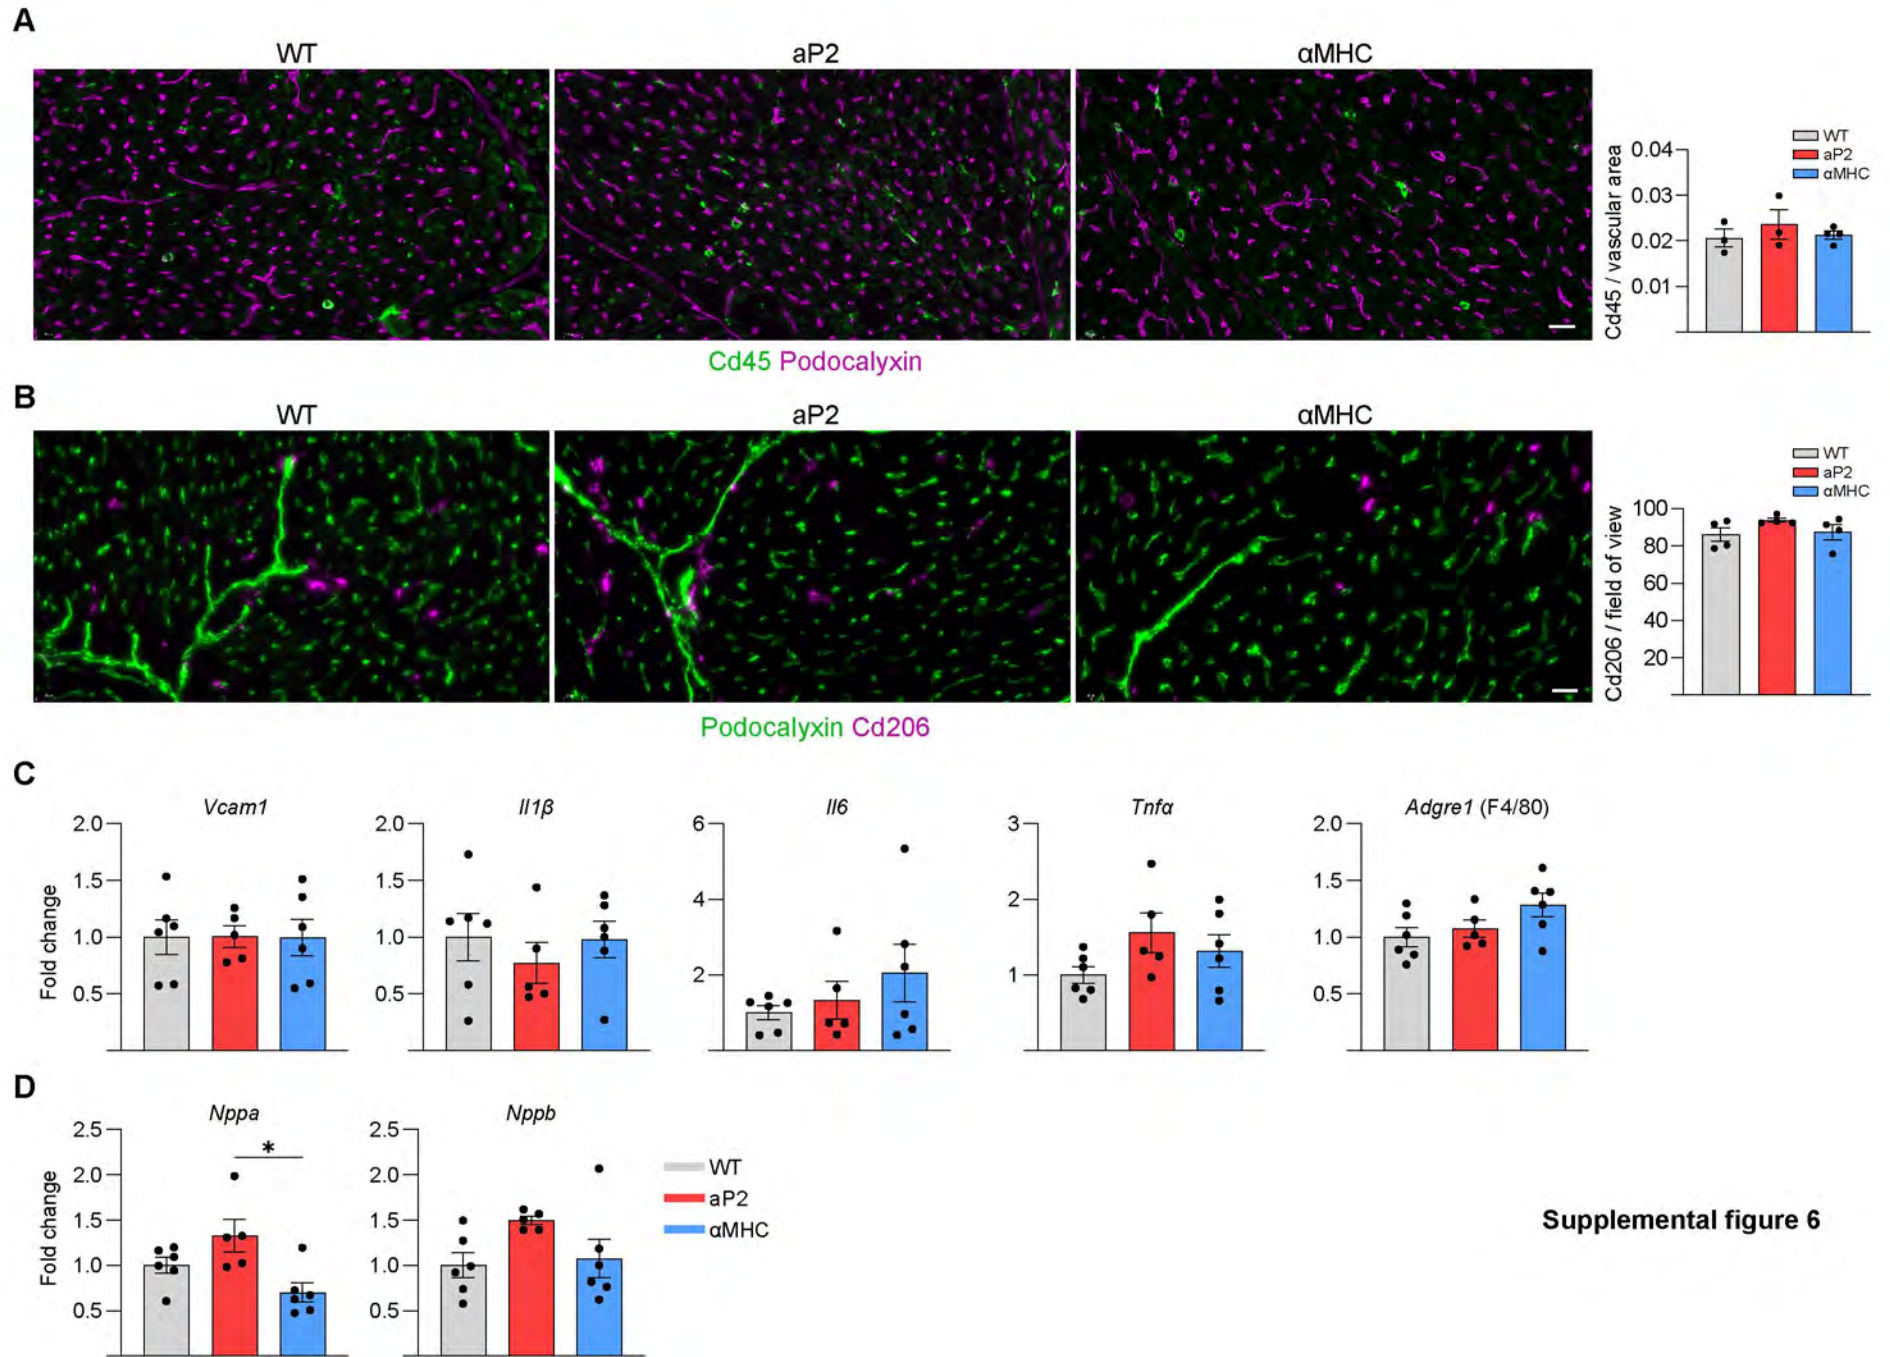 A
WT aP2 αMHC
WT
aP2
αMHC
Cd45 / vascular area
0.04
0.03
0.02
0.01
Cd45 Podocalyxin
B
WT aP2 αMHC
WT
aP2
αMHC
Cd206 / field of view
100
80
60
40
20
Podocalyxin Cd206
C
Vcam1 Il1β Il6 Tnfα Adgre1 (F4/80)
Fold change
2.0
1.5
1.0
0.5
2.0
1.5
1.0
0.5
6
4
2
3
2
1
2.0
1.5
1.0
0.5
D
Nppa Nppb
Fold change
2.5
2.0
1.5
1.0
0.5
*
2.5
2.0
1.5
1.0
0.5
WT
aP2
αMHC
Supplemental figure 6